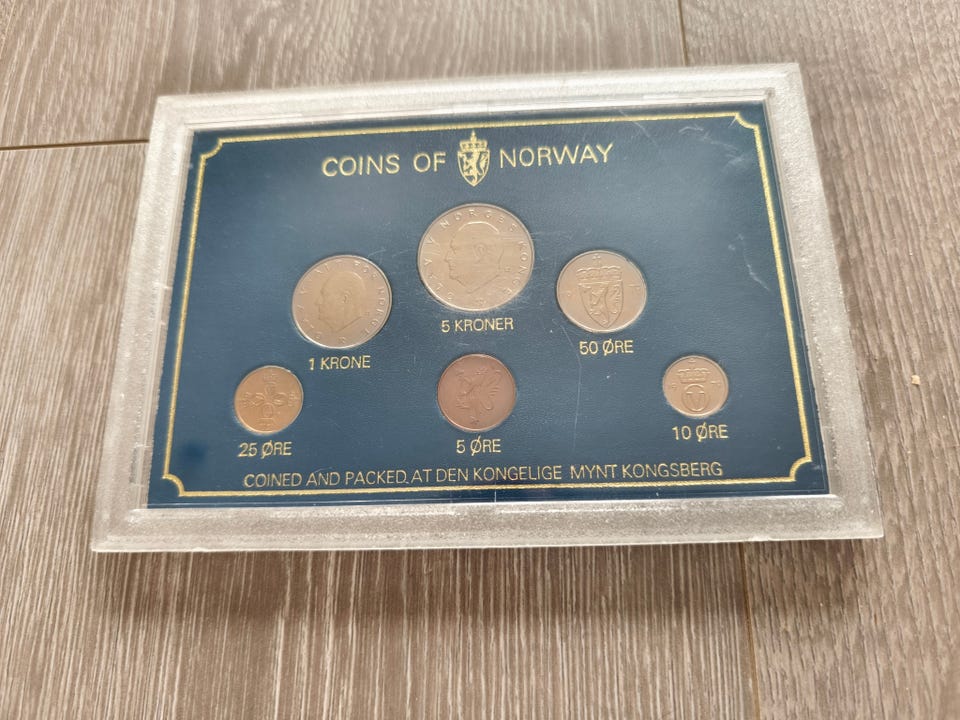 COINS OF NORWAY
5 KRONER
1 KRONE
50 ØRE
25 ØRE
5 ØRE
10 ØRE
COINED AND PACKED AT DEN KONGELIGE MYNT KONGSBERG